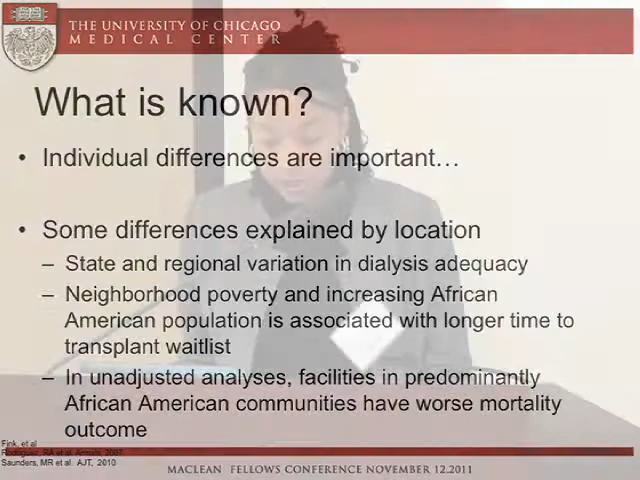 THE UNIVERSITY OF CHICAGO
MEDICAL CENTER
What is known?
• Individual differences are important…
• Some differences explained by location
– State and regional variation in dialysis adequacy
– Neighborhood poverty and increasing African
American population is associated with longer time to
transplant waitlist
– In unadjusted analyses, facilities in predominantly
African American communities have worse mortality
outcome
Fink, et al
Rodriguez, RA et al. Annals, 2007
Saunders, MR et al. AJT, 2010
MACLEAN FELLOWS CONFERENCE NOVEMBER 12,2011